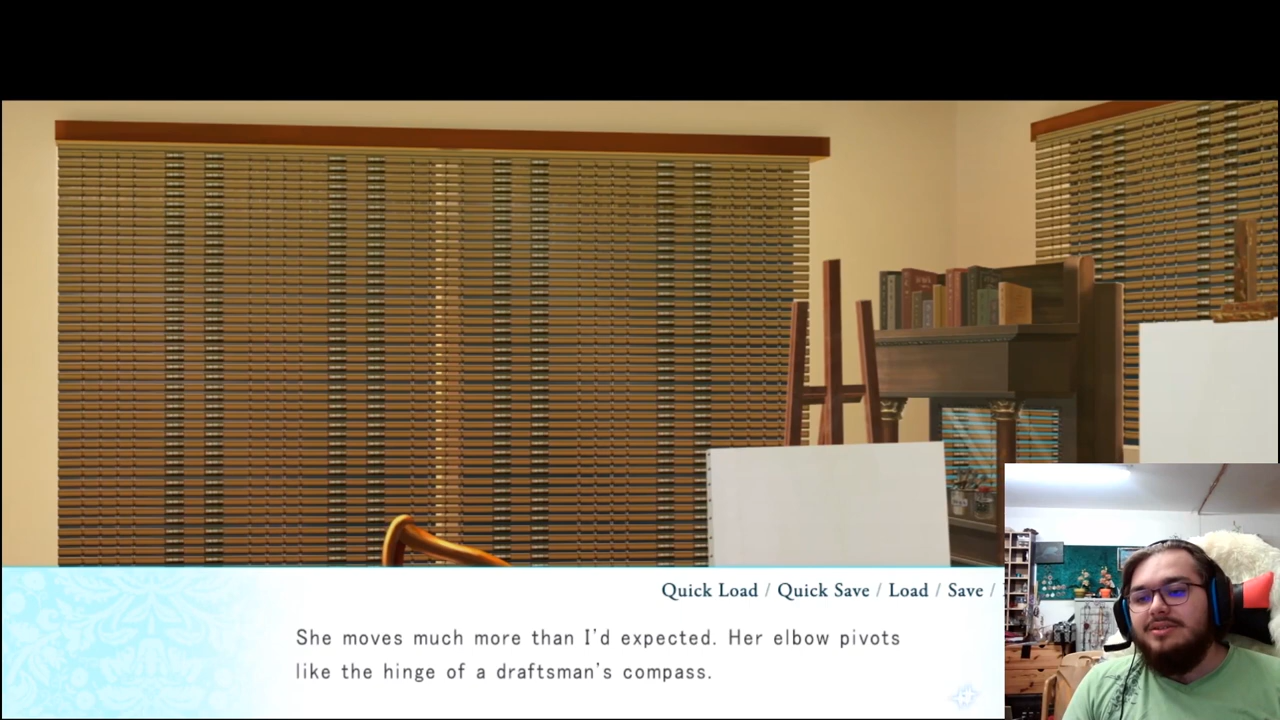 Quick Load / Quick Save / Load / Save /
She moves much more than I'd expected. Her elbow pivots
like the hinge of a draftsman's compass.